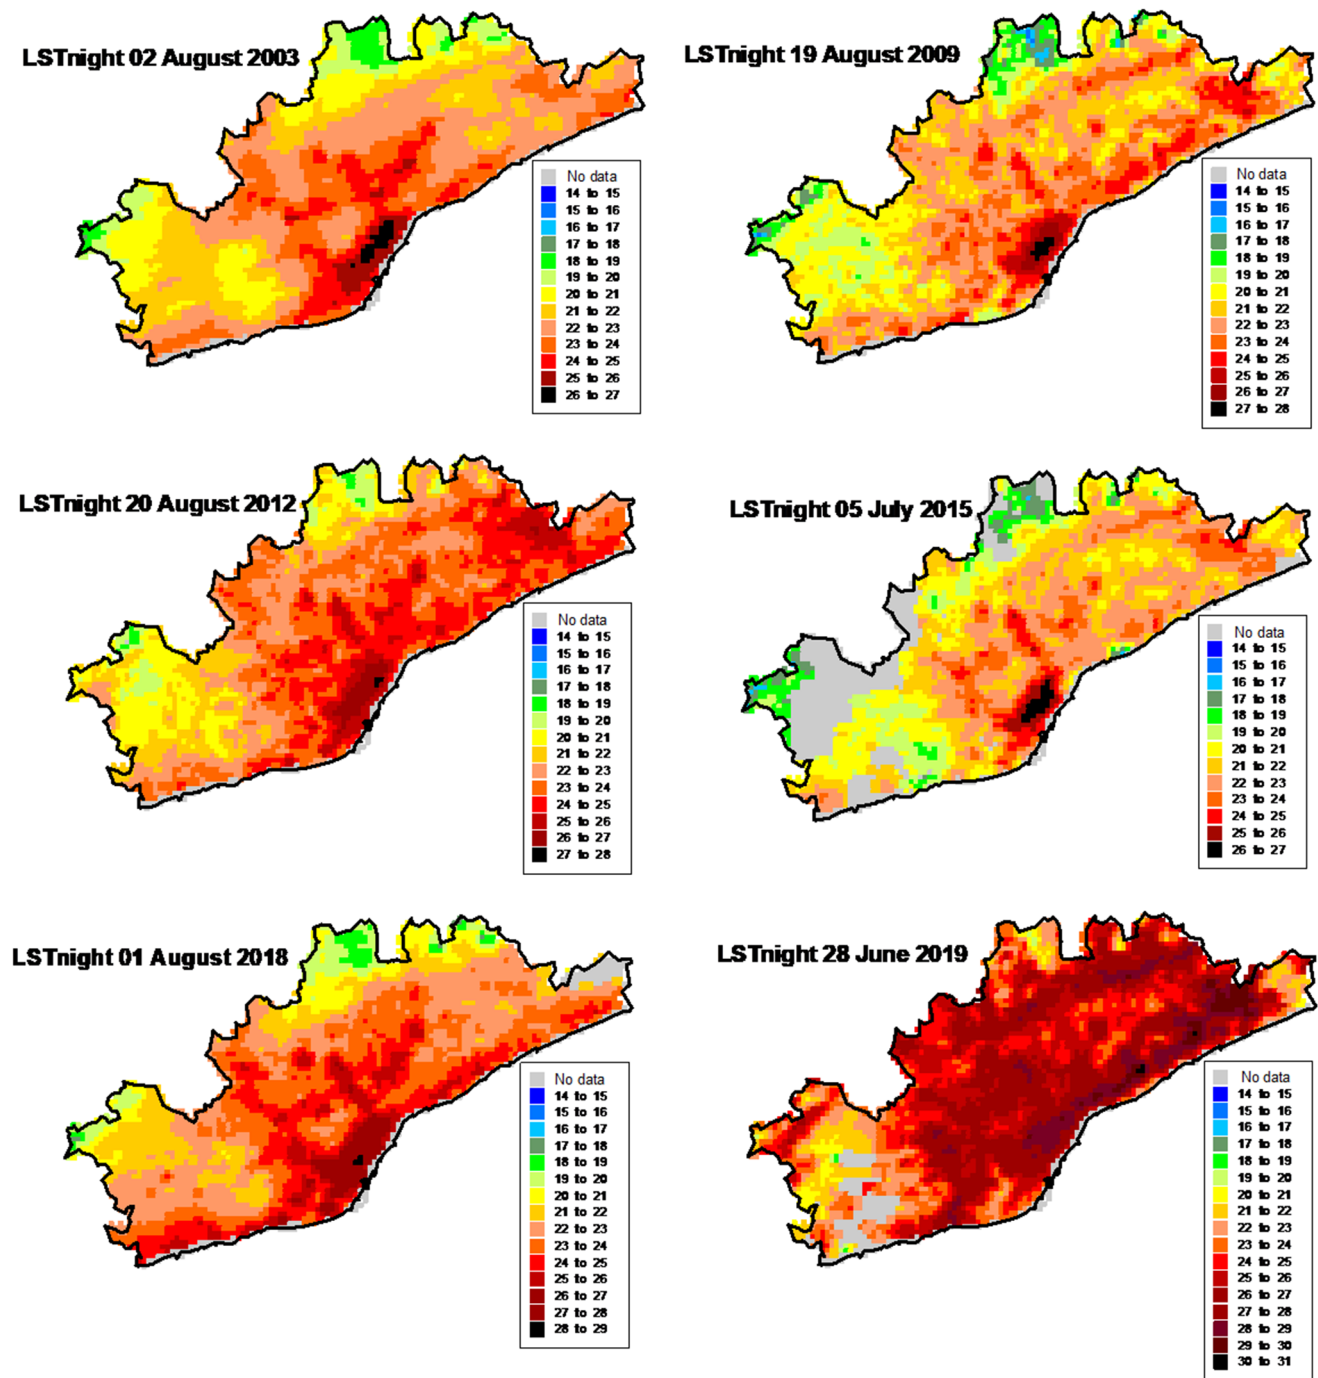 LSTnight 02 August 2003
No data
14 to 15
15 to 16
16 to 17
17 to 18
18 to 19
19 to 20
20 to 21
21 to 22
22 to 23
23 to 24
24 to 25
25 to 26
26 to 27
LSTnight 19 August 2009
No data
14 to 15
15 to 16
16 to 17
17 to 18
18 to 19
19 to 20
20 to 21
21 to 22
22 to 23
23 to 24
24 to 25
25 to 26
26 to 27
27 to 28
LSTnight 20 August 2012
No data
14 to 15
15 to 16
16 to 17
17 to 18
18 to 19
19 to 20
20 to 21
21 to 22
22 to 23
23 to 24
24 to 25
25 to 26
26 to 27
27 to 28
LSTnight 05 July 2015
No data
14 to 15
15 to 16
16 to 17
17 to 18
18 to 19
19 to 20
20 to 21
21 to 22
22 to 23
23 to 24
24 to 25
25 to 26
26 to 27
LSTnight 01 August 2018
No data
14 to 15
15 to 16
16 to 17
17 to 18
18 to 19
19 to 20
20 to 21
21 to 22
22 to 23
23 to 24
24 to 25
25 to 26
26 to 27
27 to 28
28 to 29
LSTnight 28 June 2019
No data
14 to 15
15 to 16
16 to 17
17 to 18
18 to 19
19 to 20
20 to 21
21 to 22
22 to 23
23 to 24
24 to 25
25 to 26
26 to 27
27 to 28
28 to 29
29 to 30
30 to 31